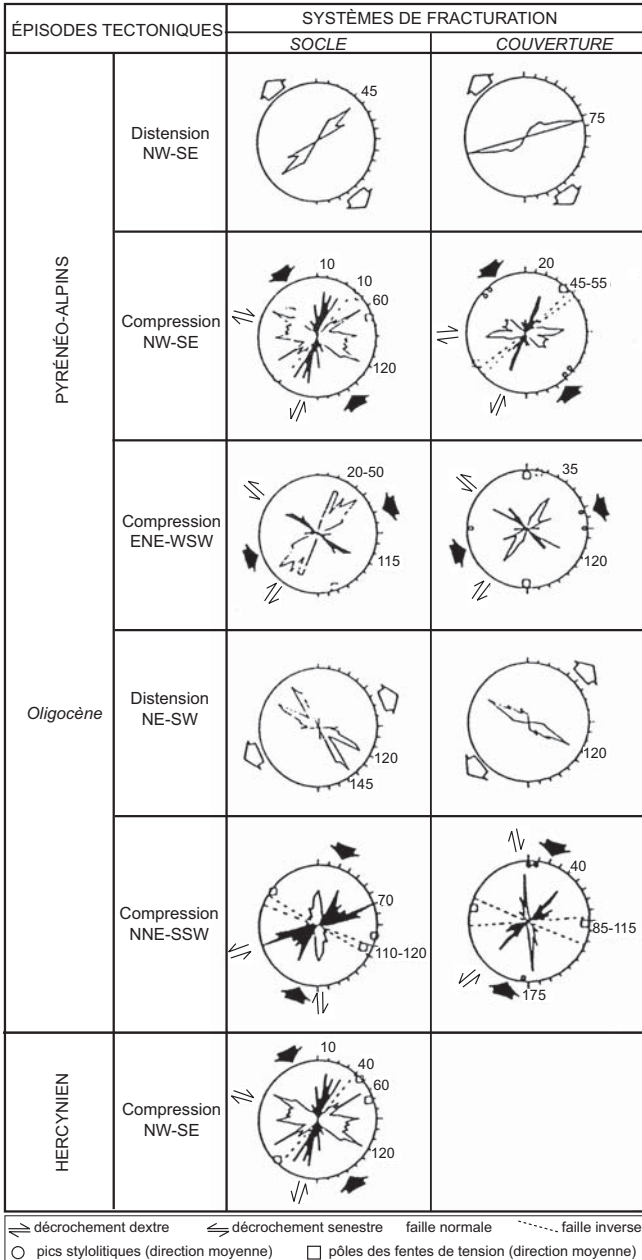 ÉPISODES TECTONIQUES
SYSTÈMES DE FRACTURATION
SOCLE
COUVERTURE
PYRÉNÉO-ALPINS
Distension
NW-SE
45
75
Compression
NW-SE
10
10
60
120
20
45-55
Compression
ENE-WSW
20-50
115
35
120
Oligocène
Distension
NE-SW
120
145
120
Compression
NNE-SSW
70
110-120
40
85-115
175
HERCYNIEN
Compression
NW-SE
10
40
60
120
décrochement dextre décrochement senestre faille normale faille inverse
pics stylolitiques (direction moyenne) pôles des fentes de tension (direction moyenne)